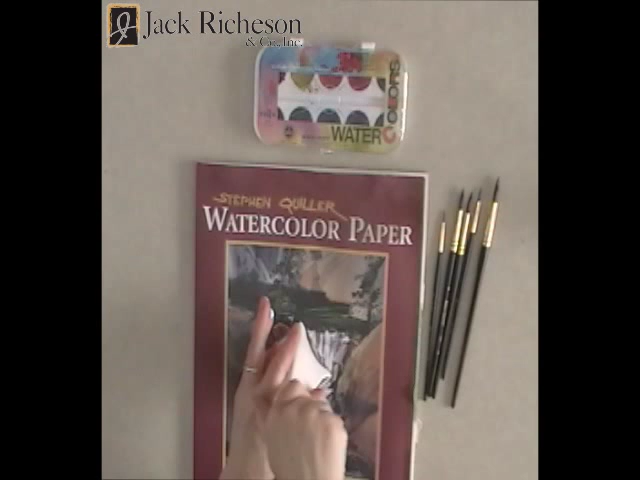 Jack Richeson
& Co., Inc.
WATER
COLORS
STEPHEN QUILLER
WATERCOLOR PAPER